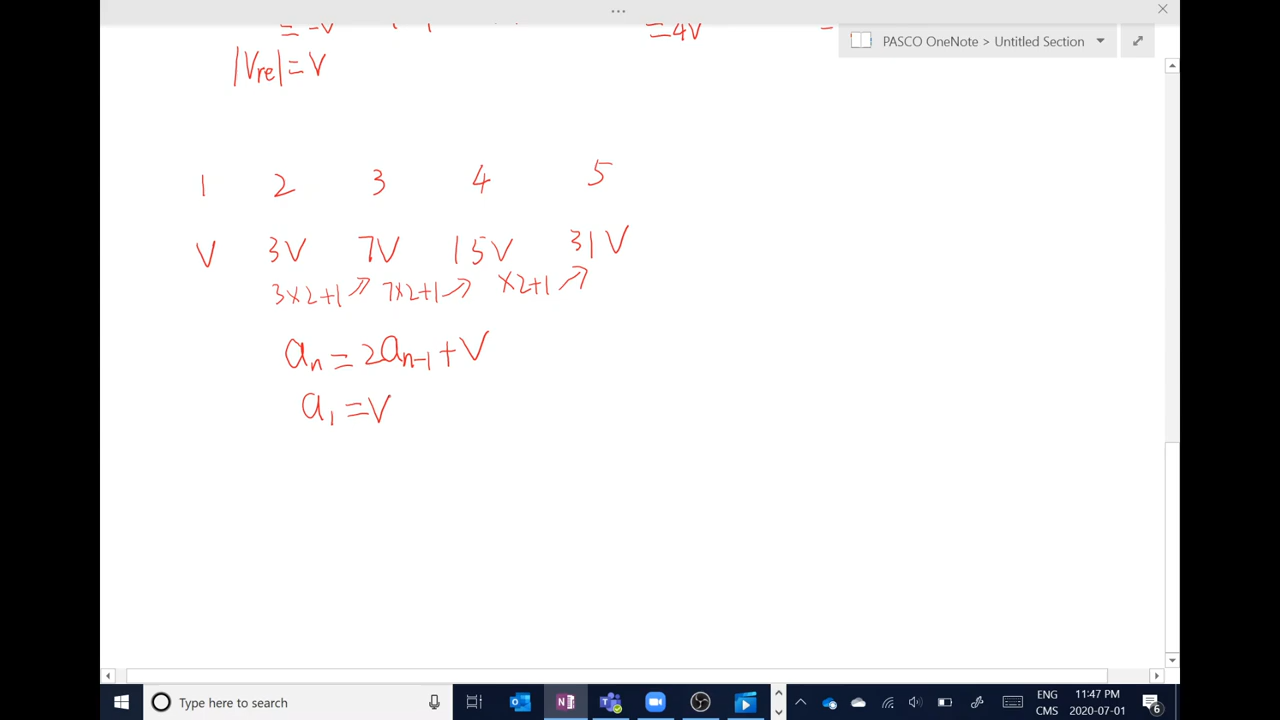 = -V
=4V
PASCO OneNote > Untitled Section
|Vre|=V
1 2 3 4 5
V 3V 7V 15V 31V
3×2+1 7×2+1 ×2+1
aₙ=2aₙ₋₁+V
a₁=V
Type here to search
ENG
CMS
11:47 PM
2020-07-01
6